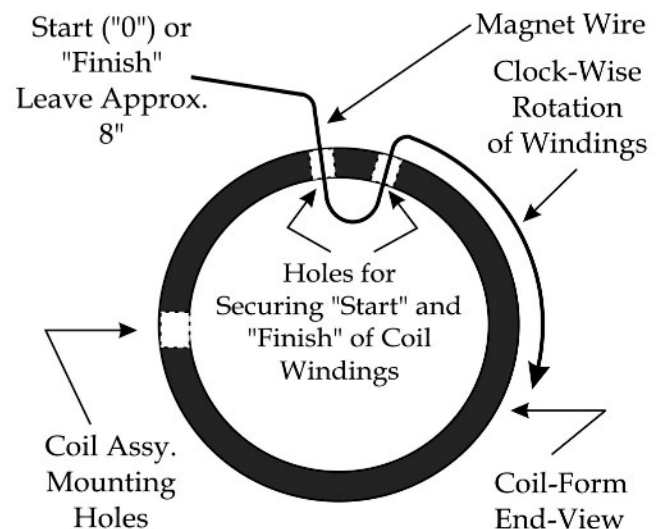 Start ("0") or
"Finish"
Leave Approx.
8"
Magnet Wire
Clock-Wise
Rotation
of Windings
Holes for
Securing "Start" and
"Finish" of Coil
Windings
Coil Assy.
Mounting
Holes
Coil-Form
End-View